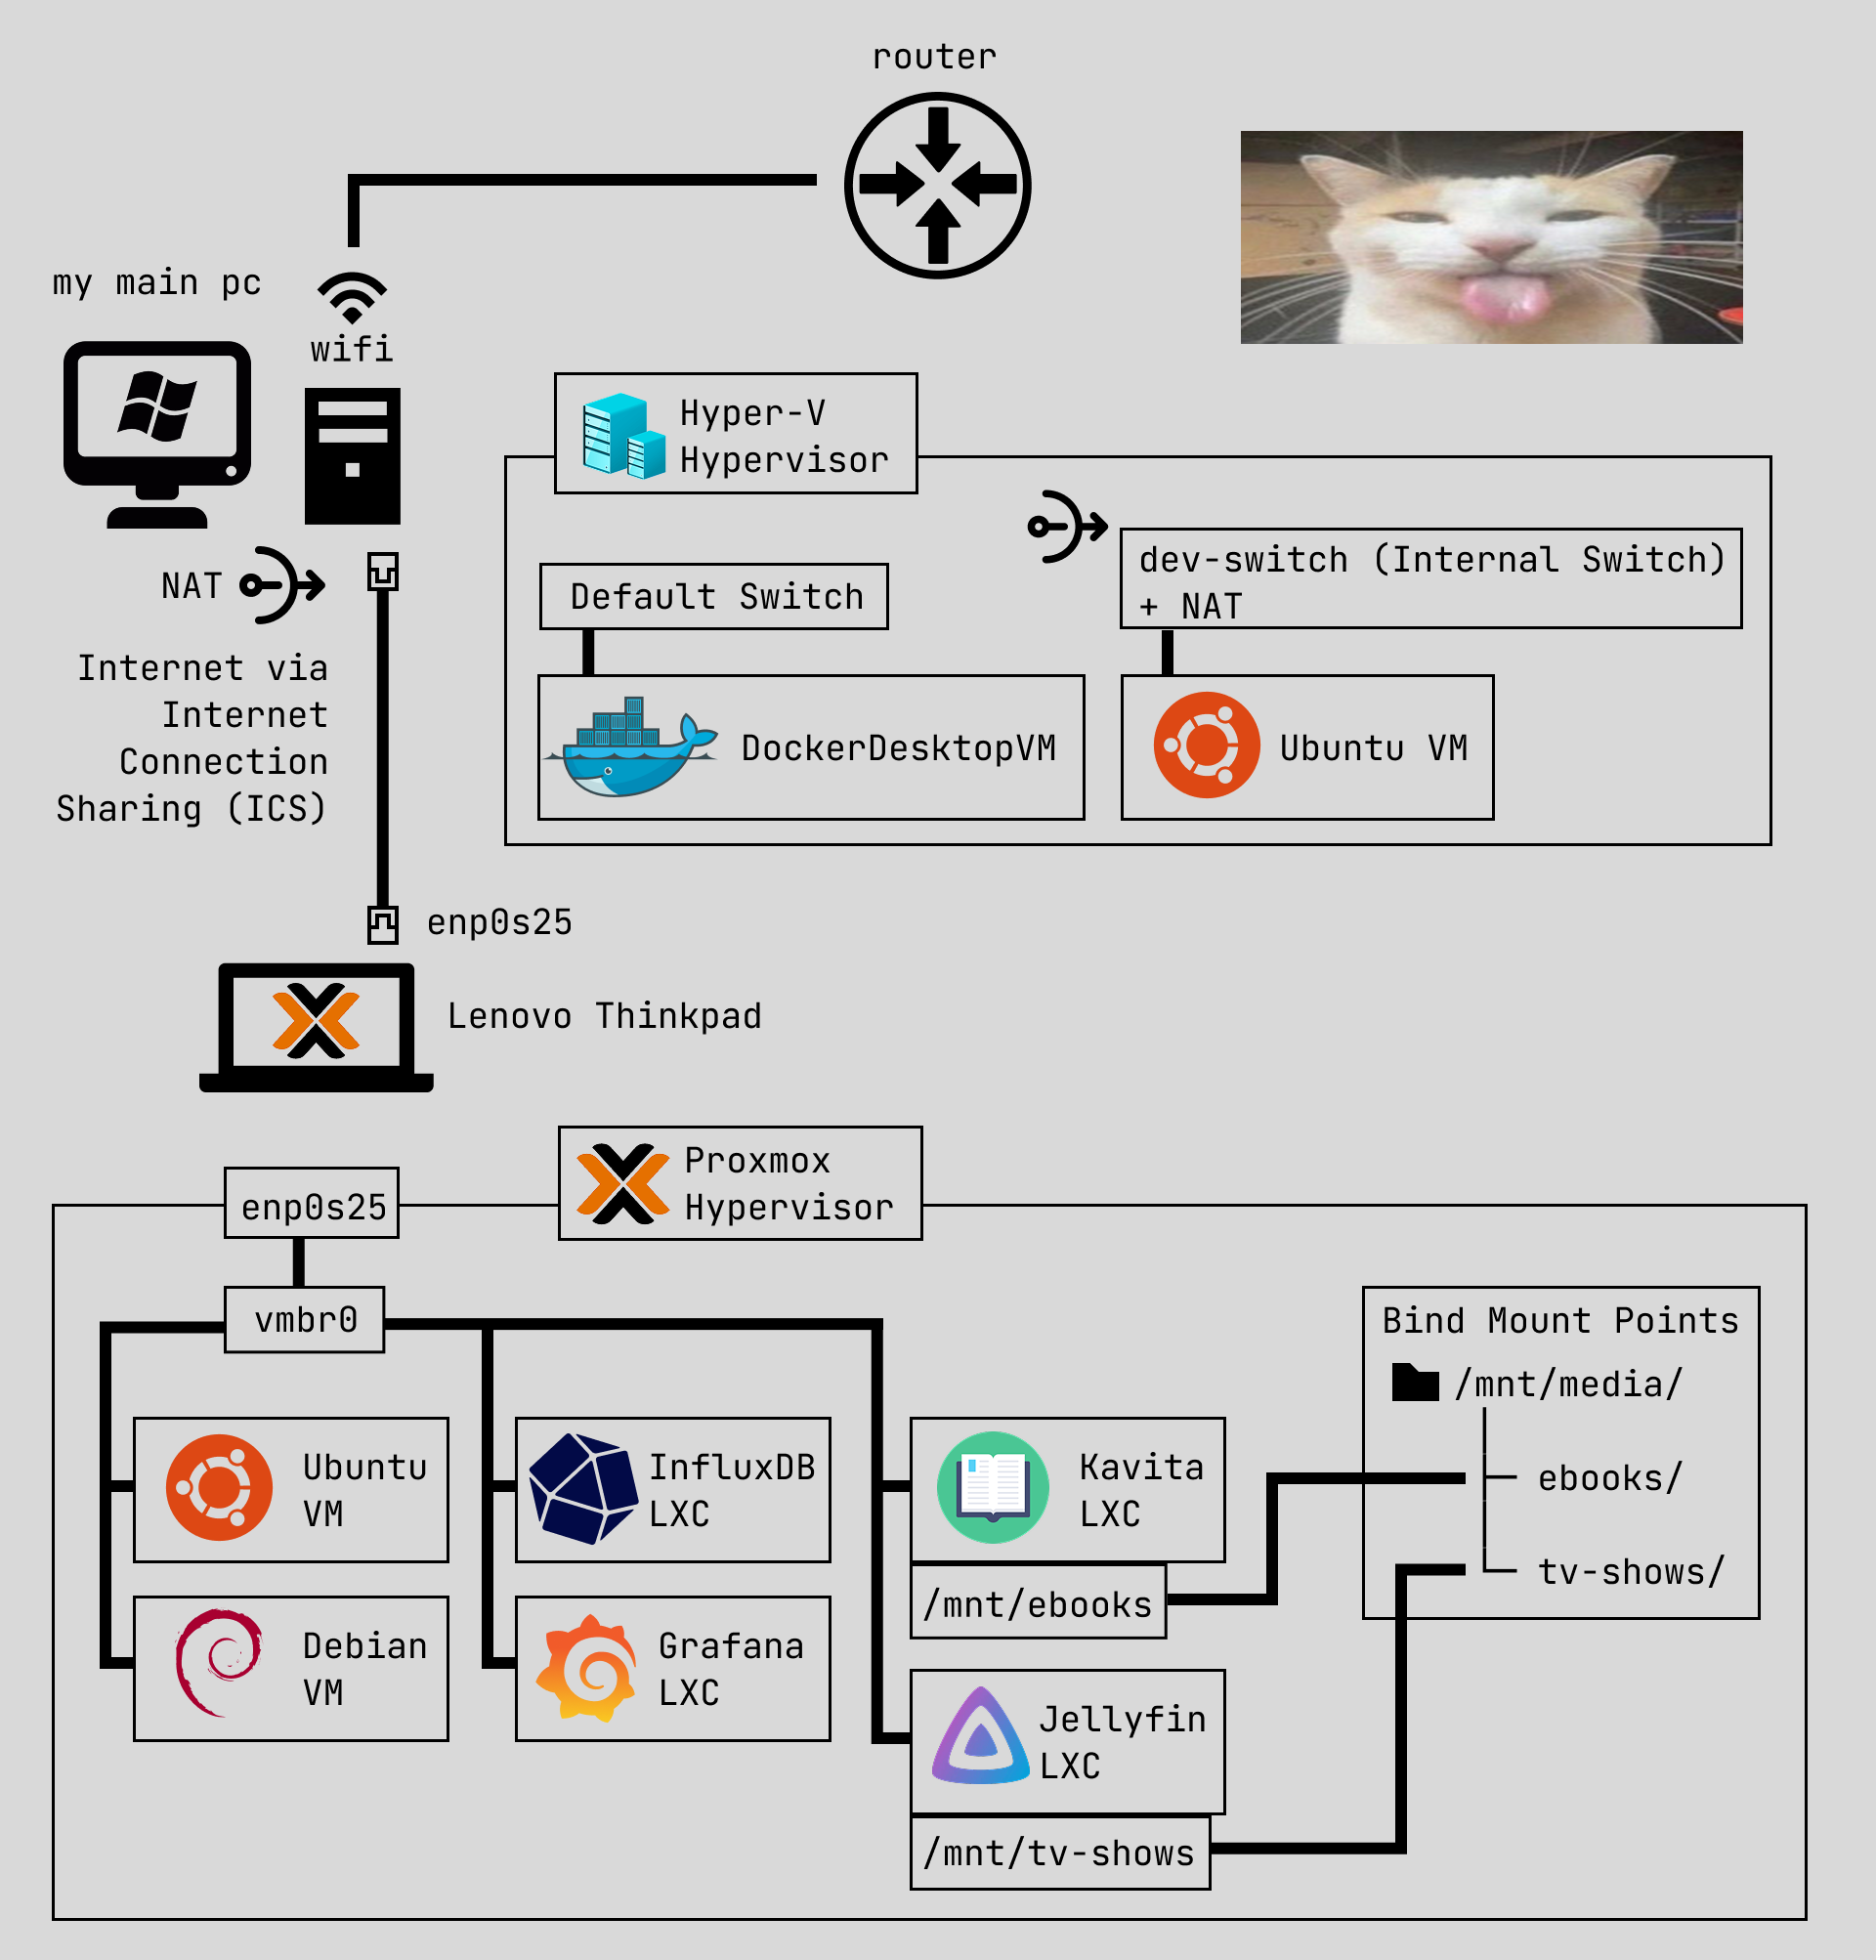 router
my main pc
wifi
Hyper-V
Hypervisor
NAT
Internet via
Internet
Connection
Sharing (ICS)
Default Switch
dev-switch (Internal Switch)
+ NAT
DockerDesktopVM
Ubuntu VM
enp0s25
Lenovo Thinkpad
Proxmox
Hypervisor
enp0s25
vmbr0
Ubuntu
VM
Debian
VM
InfluxDB
LXC
Grafana
LXC
Kavita
LXC
/mnt/ebooks
Jellyfin
LXC
/mnt/tv-shows
Bind Mount Points
/mnt/media/
ebooks/
tv-shows/